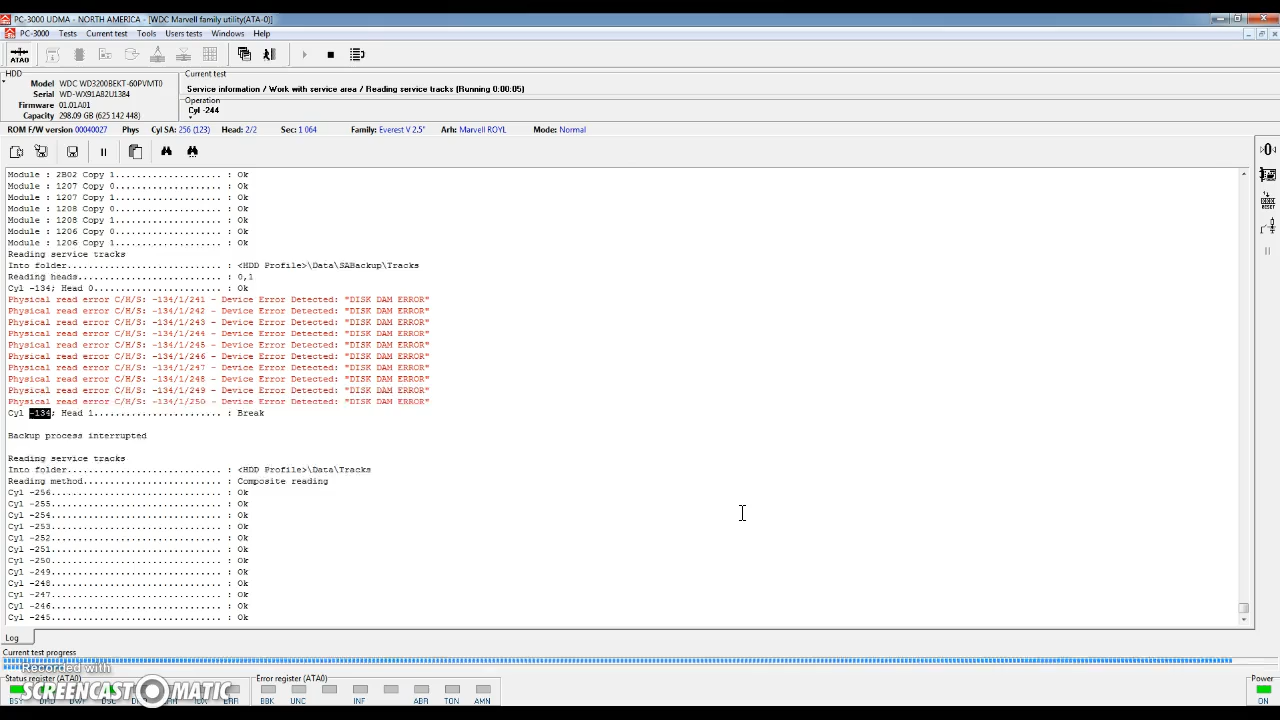 PC-3000 UDMA - NORTH AMERICA - [WDC Marvell family utility(ATA-0)]
PC-3000 Tests Current test Tools Users tests Windows Help
ATA0
HDD
Model WDC WD3200BEKT-60PVMT0
Serial WD-WX91A82U1384
Firmware 01.01A01
Capacity 298.09 GB (625 142 448)
Current test
Service information / Work with service area / Reading service tracks (Running 0:00:05)
Operation
Cyl -244
ROM F/W version 00040027 Phys Cyl SA: 256 (123) Head: 2/2 Sec: 1 064 Family: Everest V 2.5" Arh: Marvell ROYL Mode: Normal
Module : 2B02 Copy 1.................... : Ok
Module : 1207 Copy 0.................... : Ok
Module : 1207 Copy 1.................... : Ok
Module : 1208 Copy 0.................... : Ok
Module : 1208 Copy 1.................... : Ok
Module : 1206 Copy 0.................... : Ok
Module : 1206 Copy 1.................... : Ok
Reading service tracks
Into folder............................. : <HDD Profile>\Data\SABackup\Tracks
Reading heads........................... : 0,1
Cyl -134; Head 0........................ : Ok
Physical read error C/H/S: -134/1/241 - Device Error Detected: "DISK DAM ERROR"
Physical read error C/H/S: -134/1/242 - Device Error Detected: "DISK DAM ERROR"
Physical read error C/H/S: -134/1/243 - Device Error Detected: "DISK DAM ERROR"
Physical read error C/H/S: -134/1/244 - Device Error Detected: "DISK DAM ERROR"
Physical read error C/H/S: -134/1/245 - Device Error Detected: "DISK DAM ERROR"
Physical read error C/H/S: -134/1/246 - Device Error Detected: "DISK DAM ERROR"
Physical read error C/H/S: -134/1/247 - Device Error Detected: "DISK DAM ERROR"
Physical read error C/H/S: -134/1/248 - Device Error Detected: "DISK DAM ERROR"
Physical read error C/H/S: -134/1/249 - Device Error Detected: "DISK DAM ERROR"
Physical read error C/H/S: -134/1/250 - Device Error Detected: "DISK DAM ERROR"
Cyl -134; Head 1........................ : Break
Backup process interrupted
Reading service tracks
Into folder............................. : <HDD Profile>\Data\Tracks
Reading method.......................... : Composite reading
Cyl -256................................ : Ok
Cyl -255................................ : Ok
Cyl -254................................ : Ok
Cyl -253................................ : Ok
Cyl -252................................ : Ok
Cyl -251................................ : Ok
Cyl -250................................ : Ok
Cyl -249................................ : Ok
Cyl -248................................ : Ok
Cyl -247................................ : Ok
Cyl -246................................ : Ok
Cyl -245................................ : Ok
Log
Current test progress
Recorded with
SCREENCAST MATIC
Status register (ATA0) Error register (ATA0) Power
BSY ERR BBK UNC INF ABR TON AMN ON
RESET